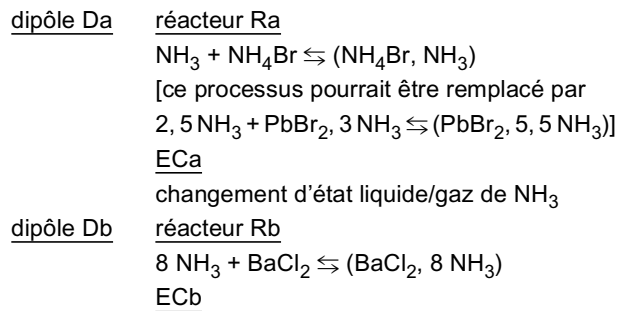 dipôle Da réacteur Ra
NH₃ + NH₄Br ⇆ (NH₄Br, NH₃)
[ce processus pourrait être remplacé par
2, 5 NH₃ + PbBr₂, 3 NH₃ ⇆ (PbBr₂, 5, 5 NH₃)]
ECa
changement d'état liquide/gaz de NH₃
dipôle Db réacteur Rb
8 NH₃ + BaCl₂ ⇆ (BaCl₂, 8 NH₃)
ECb